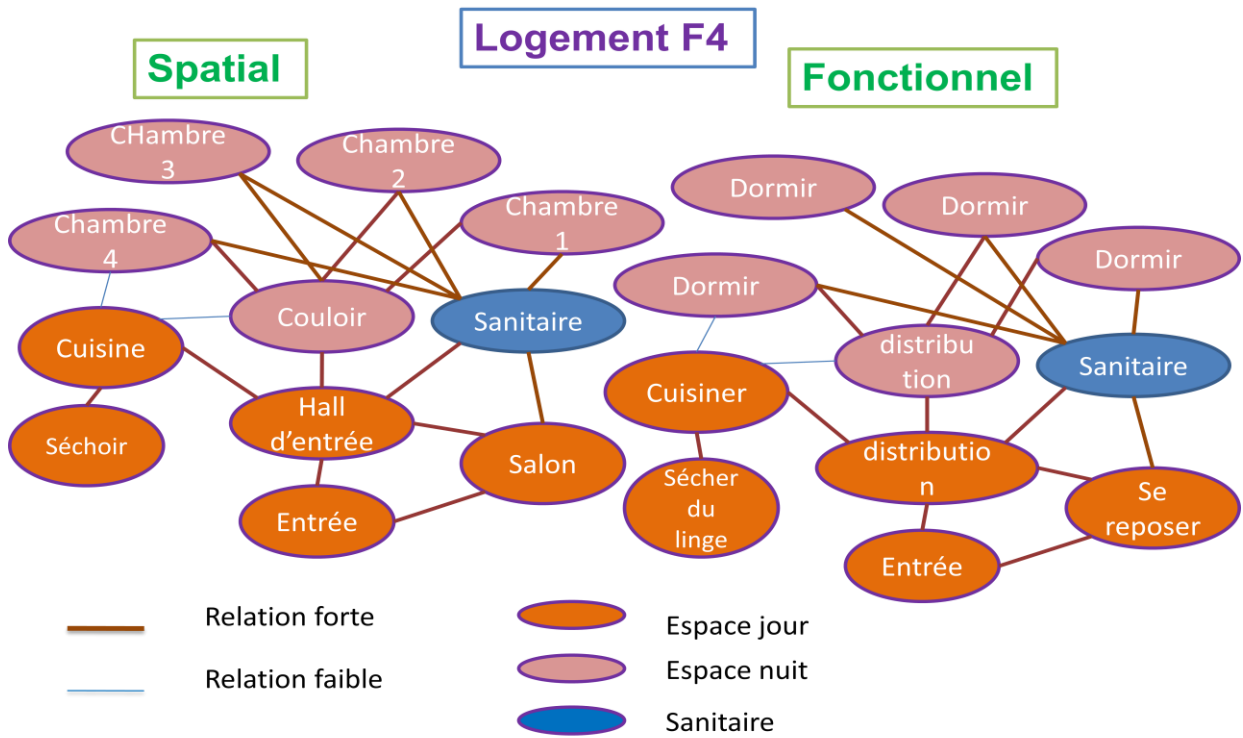 Logement F4
Spatial
Fonctionnel
CHambre
3
Chambre
2
Chambre
1
Chambre
4
Couloir
Sanitaire
Cuisine
Hall
d'entrée
Séchoir
Salon
Entrée
Dormir
Dormir
Dormir
Dormir
distribu
tion
Sanitaire
Cuisiner
distributio
n
Sécher
du
linge
Se
reposer
Entrée
Relation forte
Relation faible
Espace jour
Espace nuit
Sanitaire